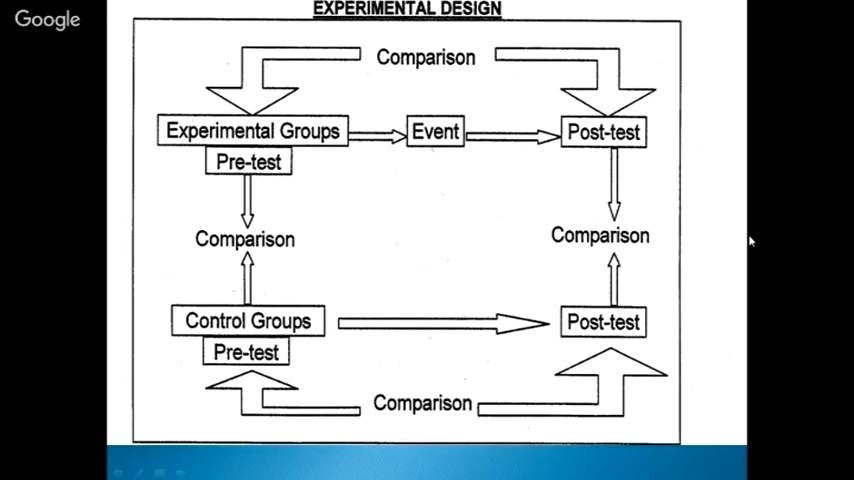 EXPERIMENTAL DESIGN
Google
Comparison
Experimental Groups
Event
Post-test
Pre-test
Comparison
Comparison
Control Groups
Post-test
Pre-test
Comparison